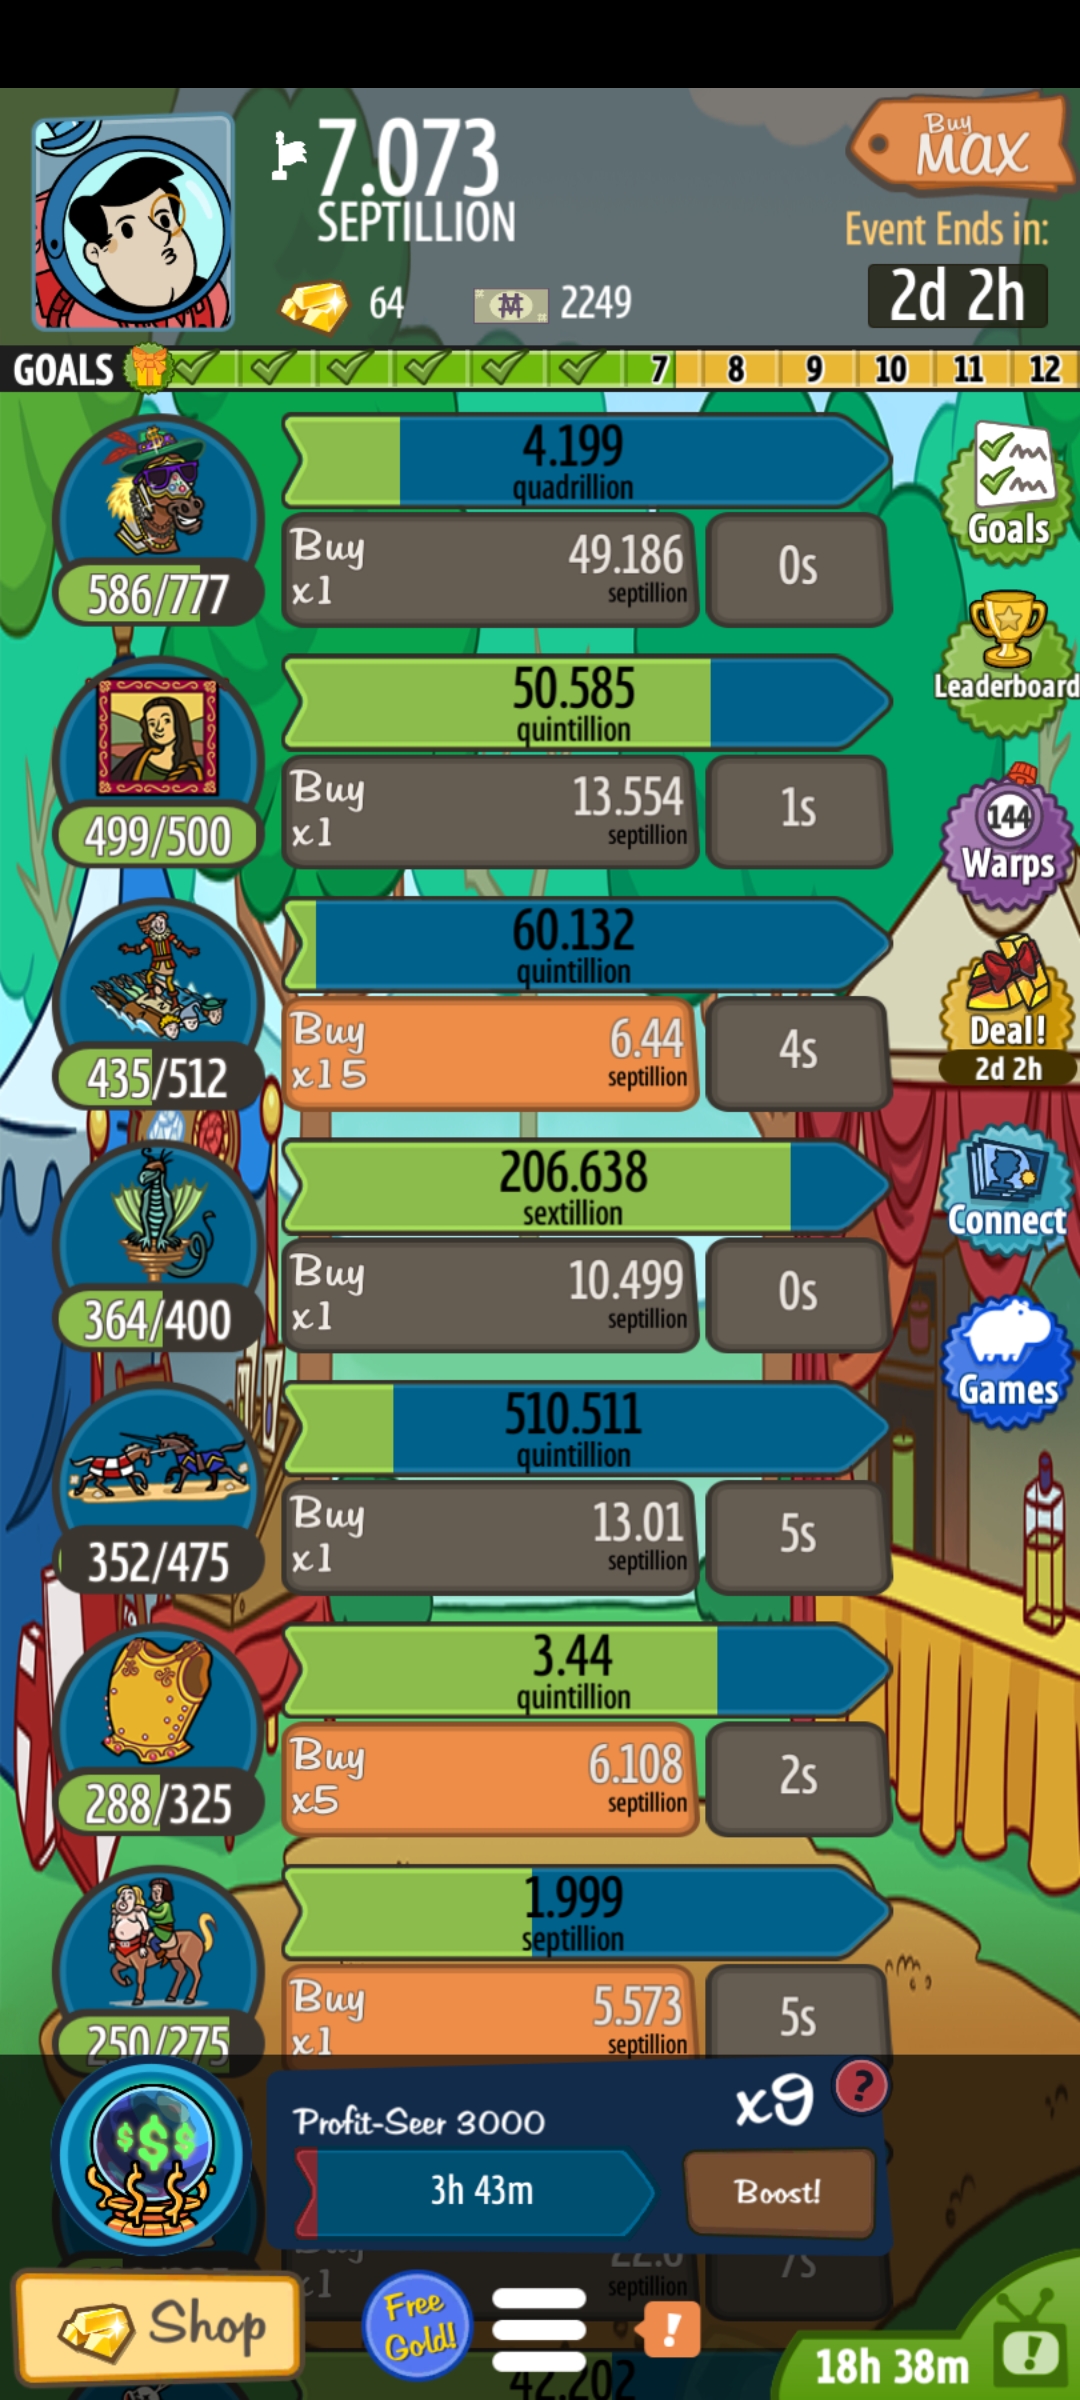 7.073
SEPTILLION
Buy
MAX
Event Ends in:
2d 2h
64
2249
GOALS
7
8
9
10
11
12
4.199
quadrillion
Buy
x1
49.186
septillion
0s
586/777
Goals
50.585
quintillion
Buy
x1
13.554
septillion
1s
499/500
Leaderboard
144
Warps
60.132
quintillion
Buy
x15
6.44
septillion
4s
435/512
Deal!
2d 2h
206.638
sextillion
Buy
x1
10.499
septillion
0s
364/400
Connect
510.511
quintillion
Buy
x1
13.01
septillion
5s
352/475
Games
3.44
quintillion
Buy
x5
6.108
septillion
2s
288/325
1.999
septillion
Buy
x1
5.573
septillion
5s
250/275
$$$
Profit-Seer 3000
x9
?
3h 43m
Boost!
x1
septillion
7s
Shop
Free
Gold!
!
18h 38m
!
42.202